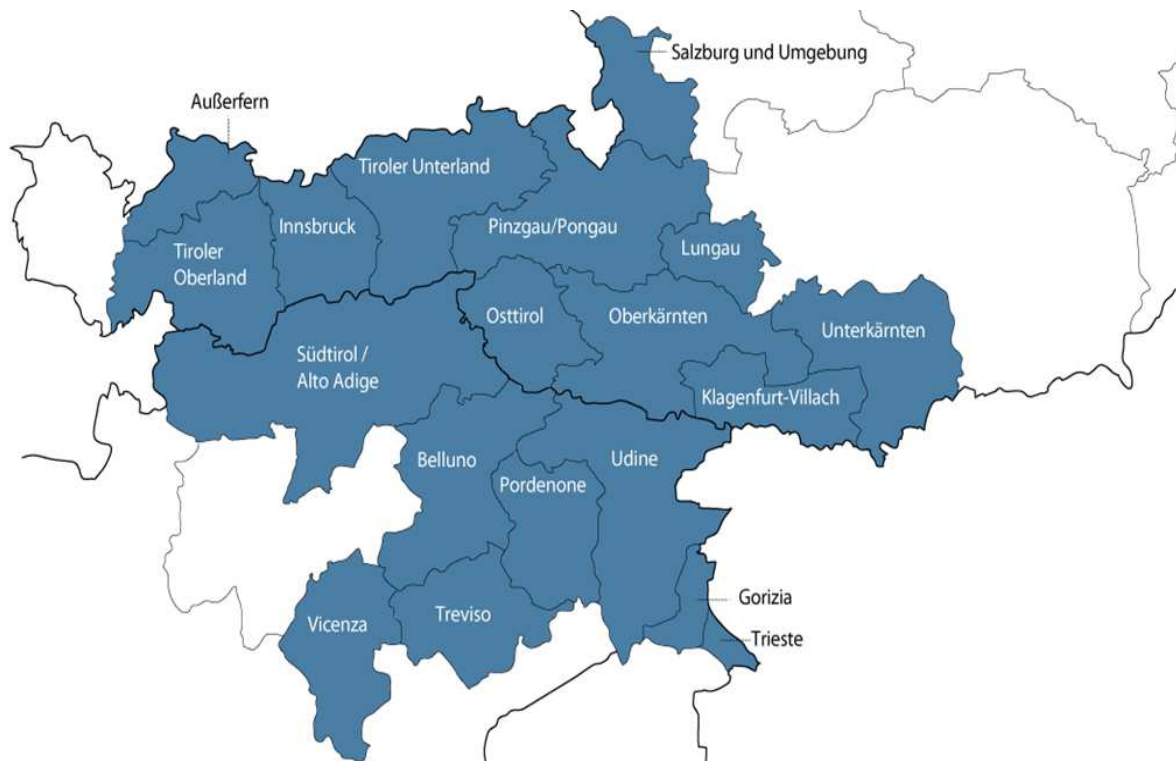 Salzburg und Umgebung
Außerfern
Tiroler Unterland
Innsbruck
Pinzgau/Pongau
Tiroler
Oberland
Lungau
Osttirol
Oberkärnten
Unterkärnten
Südtirol /
Alto Adige
Klagenfurt-Villach
Belluno
Udine
Pordenone
Gorizia
Vicenza
Treviso
Trieste